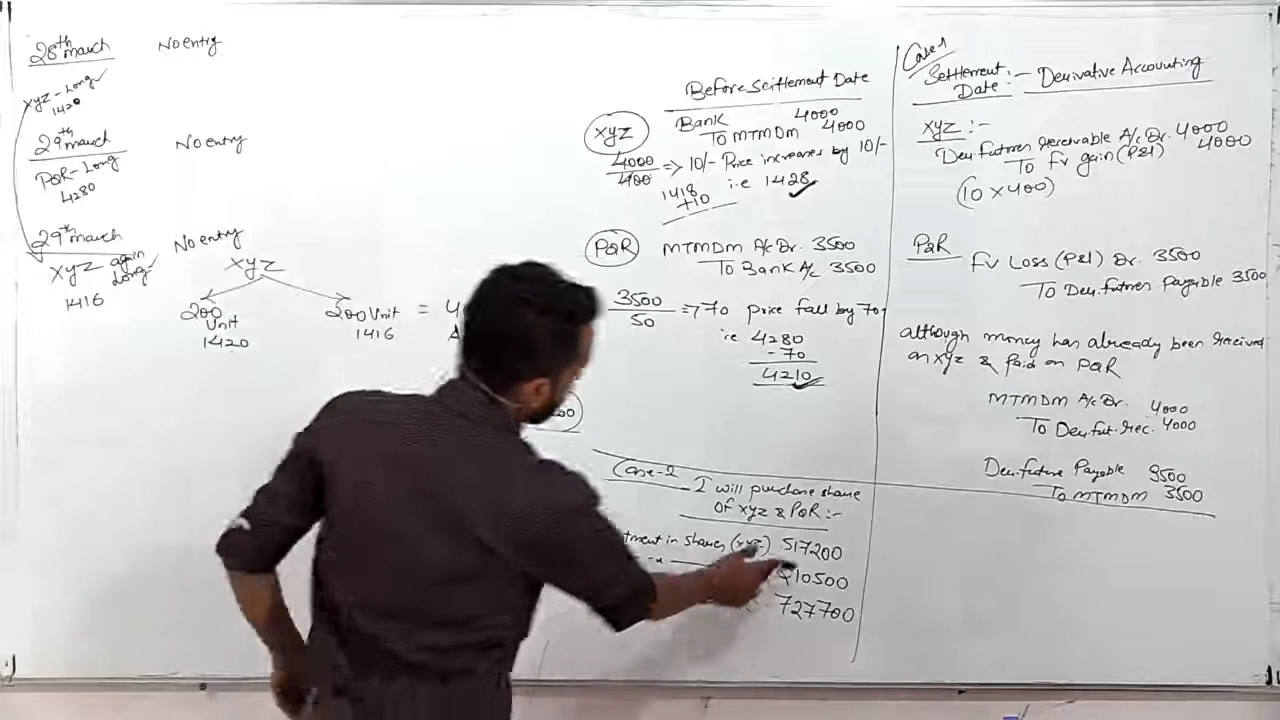 28th march No entry
XYZ - Long
1420
29th march No entry
PQR - Long
4280
29th march No entry
XYZ again Long
1416
XYZ
200 Unit 1420
200 Unit 1416 = 4
A
Before Settlement Date
XYZ
Bank 4000
To MTMDM 4000
4000
400 => 10/- Price increases by 10/-
1418 i.e 1428
+10
PQR MTMDM A/c Dr. 3500
To Bank A/c 3500
3500
50 => 70 price fall by 70/-
i.e 4280
- 70
4210
Case-2
I will purchase share
of XYZ & PQR :-
tment in shares (XYZ) 517200
210500
727700
Case 1
Settlement Date :- Derivative Accounting
XYZ :-
Der. Futures receivable A/c Dr. 4000
To FV gain (P&L) 4000
(10 x 400)
PQR FV Loss (P&L) Dr. 3500
To Der. Futures Payable 3500
although money has already been received
on XYZ & Paid on PQR
MTMDM A/c Dr. 4000
To Der. fut. rec. 4000
Der. future Payable 3500
To MTMDM 3500